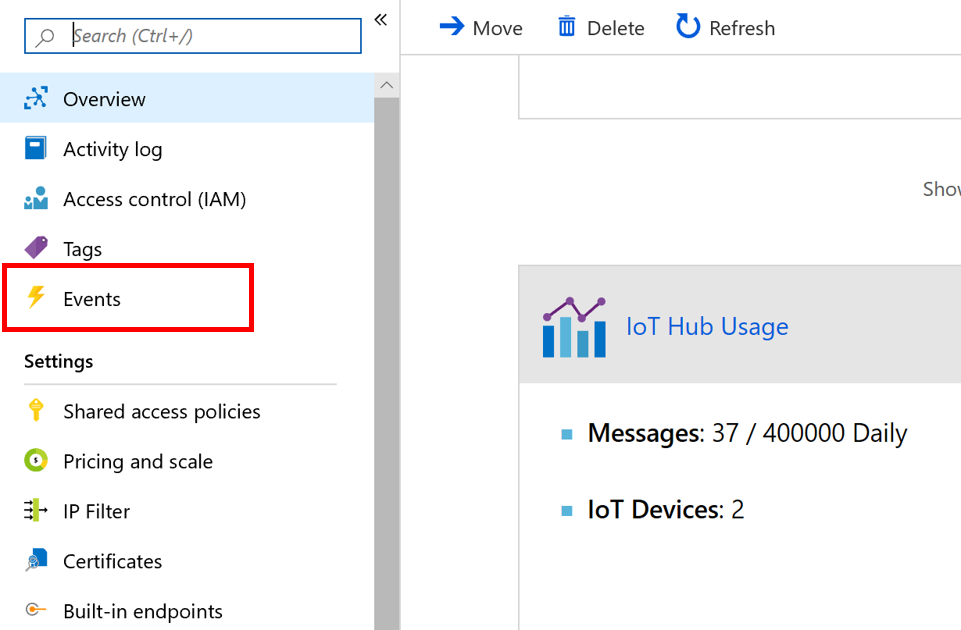 Search (Ctrl+/)
«
Move
Delete
Refresh
Overview
Activity log
Access control (IAM)
Tags
Events
Settings
Shared access policies
Pricing and scale
IP Filter
Certificates
Built-in endpoints
Show
IoT Hub Usage
Messages: 37 / 400000 Daily
IoT Devices: 2